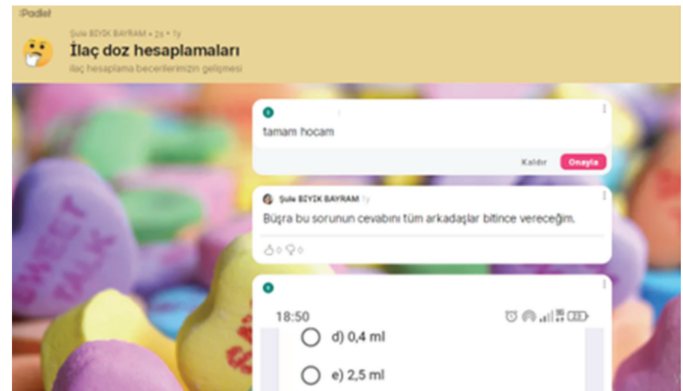 :Padlet
Şule BIYIK BAYRAM • 2s • 1y
İlaç doz hesaplamaları
ilaç hesaplama becerilerimizin gelişmesi
tamam hocam
Kaldır Onayla
Şule BIYIK BAYRAM 1y
Büşra bu sorunun cevabını tüm arkadaşlar bitince vereceğim.
0 0
18:50
d) 0,4 ml
e) 2,5 ml
SWEET
TALK